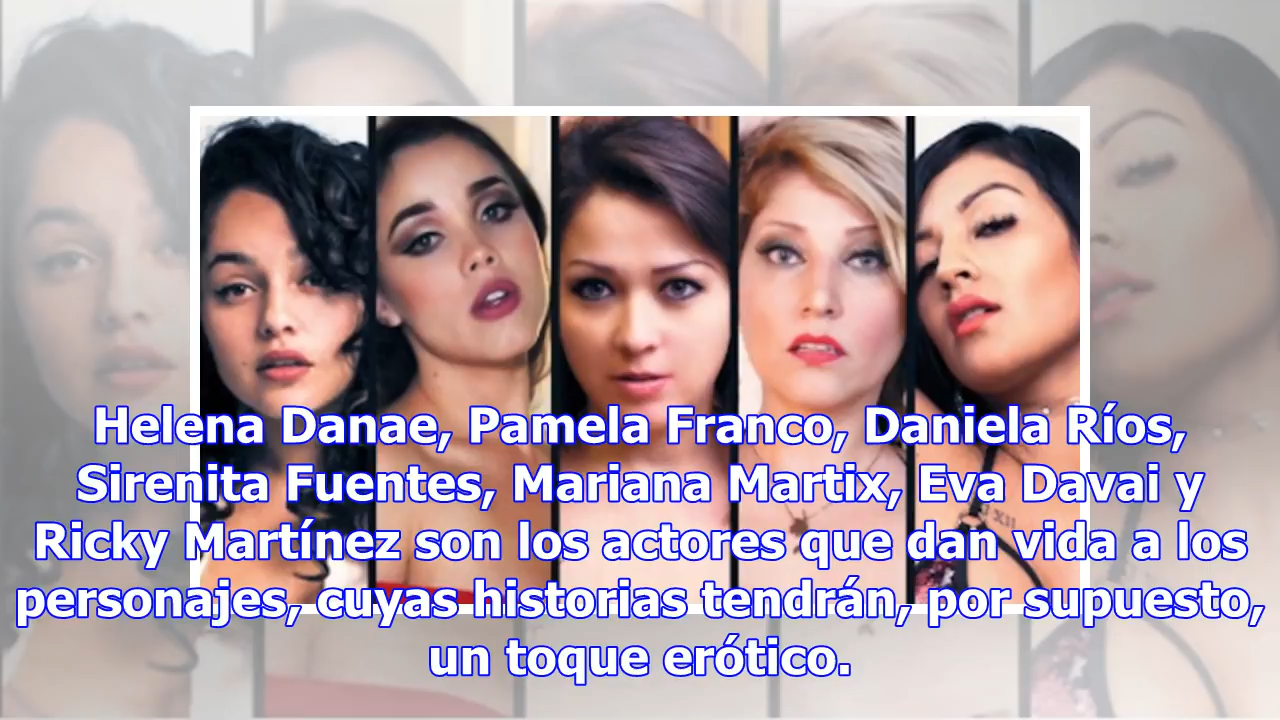 Helena Danae, Pamela Franco, Daniela Ríos,
Sirenita Fuentes, Mariana Martix, Eva Davai y
Ricky Martínez son los actores que dan vida a los
personajes, cuyas historias tendrán, por supuesto,
un toque erótico.